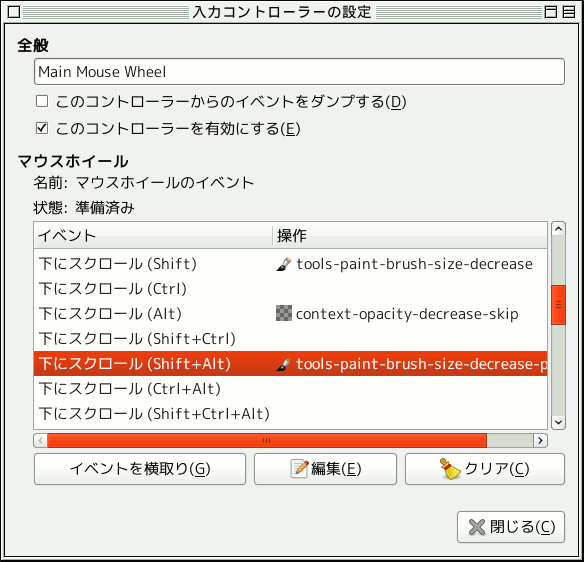 入力コントローラーの設定
全般
Main Mouse Wheel
このコントローラーからのイベントをダンプする(D)
このコントローラーを有効にする(E)
マウスホイール
名前: マウスホイールのイベント
状態: 準備済み
イベント 操作
下にスクロール (Shift) tools-paint-brush-size-decrease
下にスクロール (Ctrl)
下にスクロール (Alt) context-opacity-decrease-skip
下にスクロール (Shift+Ctrl)
下にスクロール (Shift+Alt) tools-paint-brush-size-decrease-p
下にスクロール (Ctrl+Alt)
下にスクロール (Shift+Ctrl+Alt)
イベントを横取り(G) 編集(E) クリア(C)
閉じる(C)